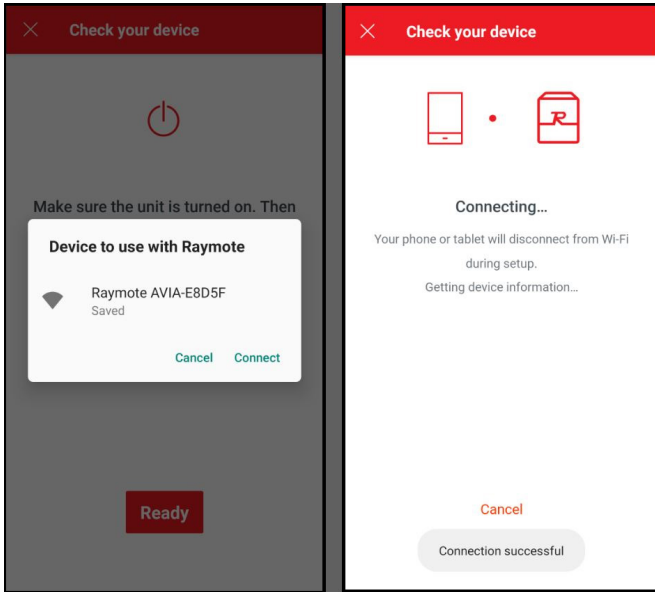 Check your device
Make sure the unit is turned on. Then
Device to use with Raymote
Raymote AVIA-E8D5F
Saved
Cancel Connect
Ready
Check your device
R
Connecting...
Your phone or tablet will disconnect from Wi-Fi
during setup.
Getting device information...
Cancel
Connection successful